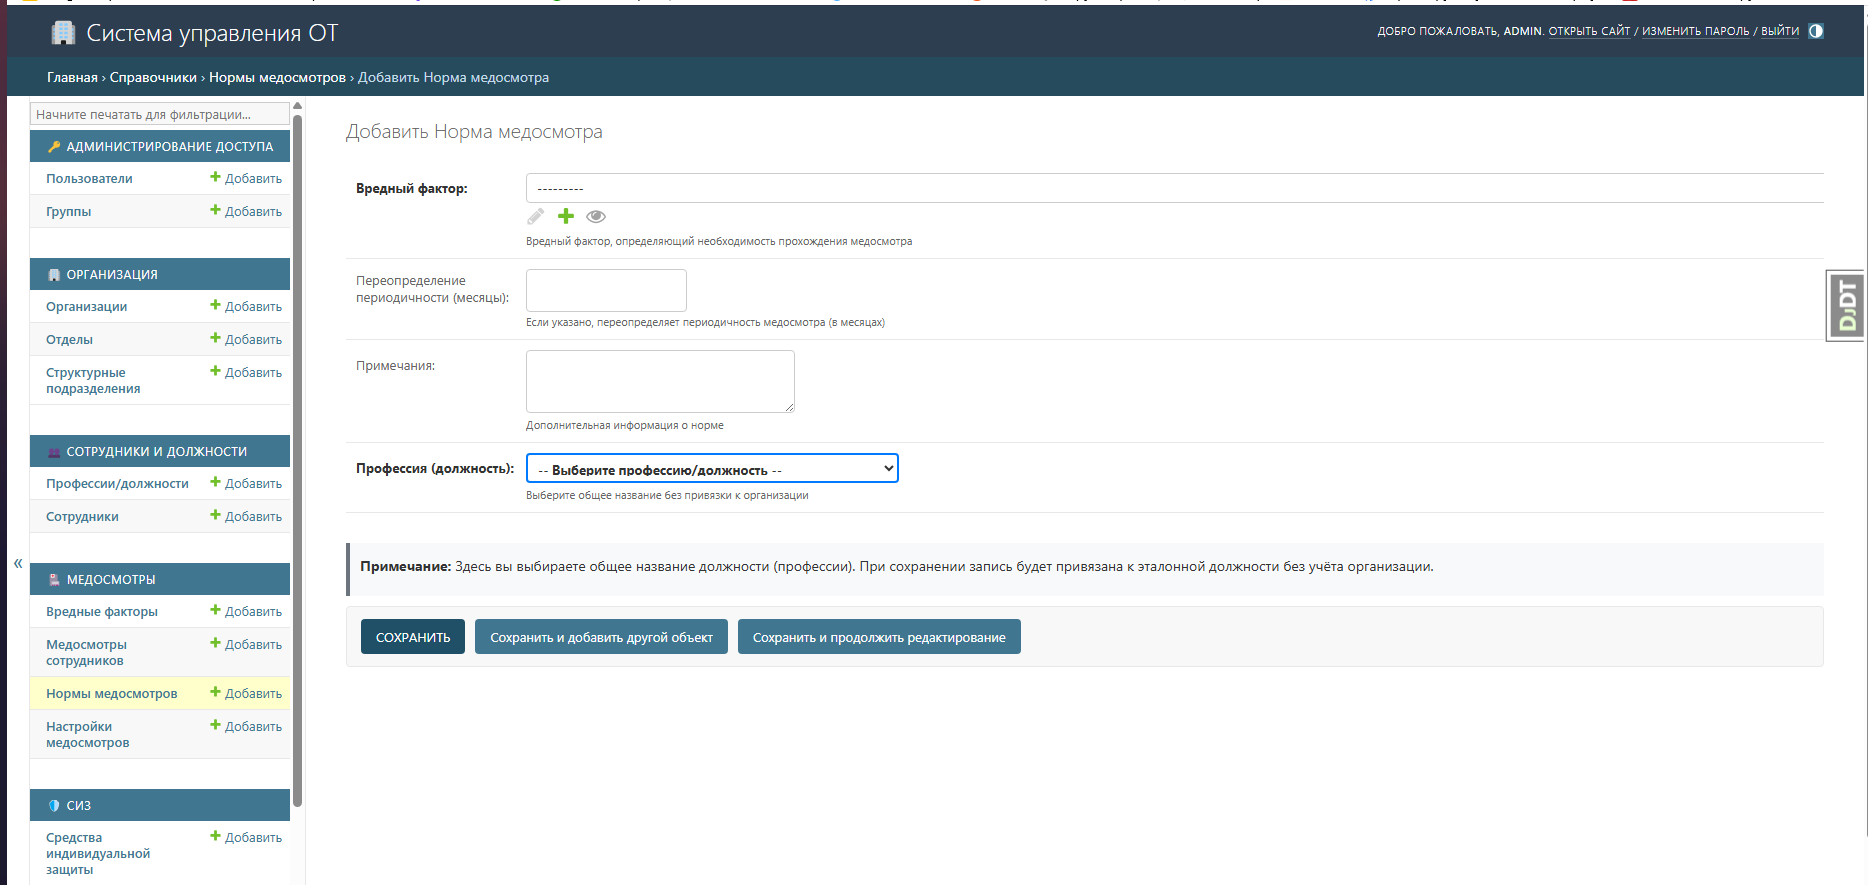 Система управления ОТ
ДОБРО ПОЖАЛОВАТЬ, ADMIN. ОТКРЫТЬ САЙТ / ИЗМЕНИТЬ ПАРОЛЬ / ВЫЙТИ
Главная › Справочники › Нормы медосмотров › Добавить Норма медосмотра
Начните печатать для фильтрации...
АДМИНИСТРИРОВАНИЕ ДОСТУПА
Пользователи Добавить
Группы Добавить
ОРГАНИЗАЦИЯ
Организации Добавить
Отделы Добавить
Структурные Добавить
подразделения
СОТРУДНИКИ И ДОЛЖНОСТИ
Профессии/должности Добавить
Сотрудники Добавить
«
МЕДОСМОТРЫ
Вредные факторы Добавить
Медосмотры Добавить
сотрудников
Нормы медосмотров Добавить
Настройки Добавить
медосмотров
СИЗ
Средства Добавить
индивидуальной
защиты
Добавить Норма медосмотра
Вредный фактор: ---------
Вредный фактор, определяющий необходимость прохождения медосмотра
Переопределение
периодичности (месяцы):
Если указано, переопределяет периодичность медосмотра (в месяцах)
Примечания:
Дополнительная информация о норме
Профессия (должность): -- Выберите профессию/должность --
Выберите общее название без привязки к организации
Примечание: Здесь вы выбираете общее название должности (профессии). При сохранении запись будет привязана к эталонной должности без учёта организации.
СОХРАНИТЬ Сохранить и добавить другой объект Сохранить и продолжить редактирование
DJDT